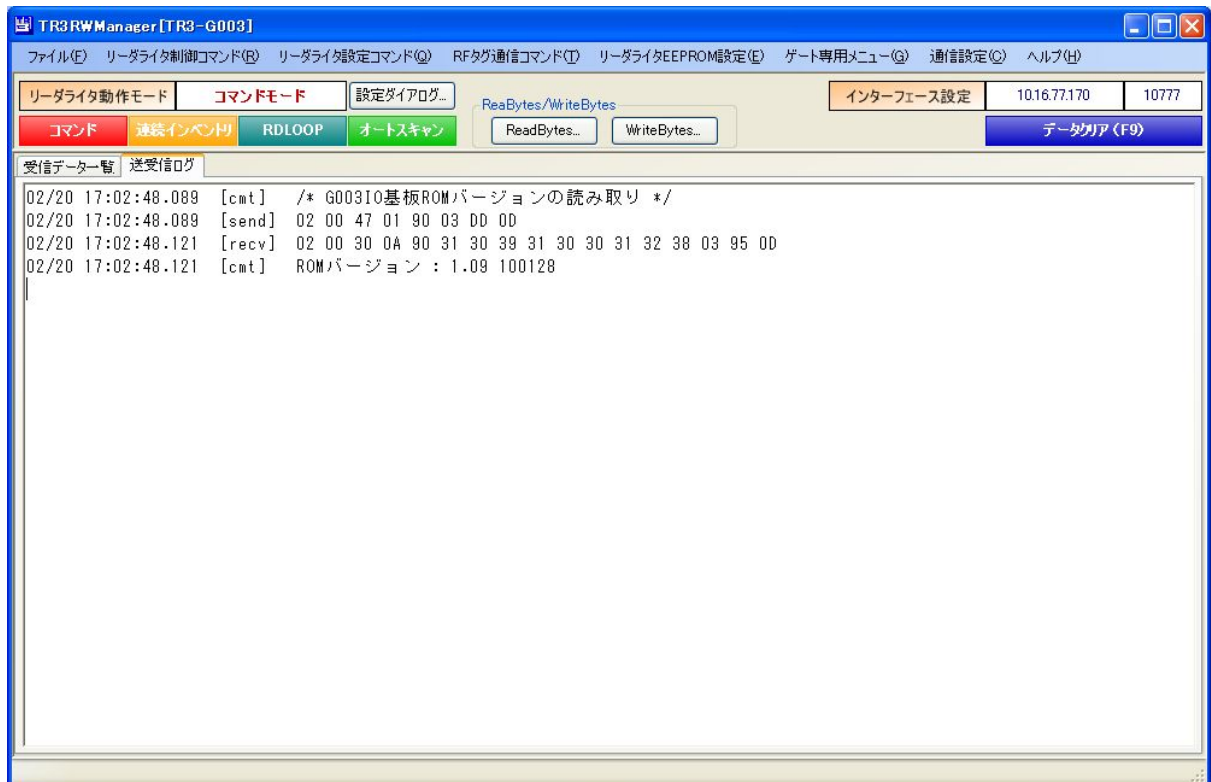 TR3RWManager[TR3-G003]
ファイル(F) リーダライタ制御コマンド(R) リーダライタ設定コマンド(Q) RFタグ通信コマンド(T) リーダライタEEPROM設定(E) ゲート専用メニュー(G) 通信設定(C) ヘルプ(H)
リーダライタ動作モード コマンドモード 設定ダイアログ... ReaBytes/WriteBytes インターフェース設定 10.16.77.170 10777
コマンド 連続インベントリ RDLOOP オートスキャン ReadBytes... WriteBytes... データクリア (F9)
受信データ一覧 送受信ログ
02/20 17:02:48.089 [cmt] /* G003IO基板ROMバージョンの読み取り */
02/20 17:02:48.089 [send] 02 00 47 01 90 03 DD 0D
02/20 17:02:48.121 [recv] 02 00 30 0A 90 31 30 39 31 30 30 31 32 38 03 95 0D
02/20 17:02:48.121 [cmt] ROMバージョン : 1.09 100128